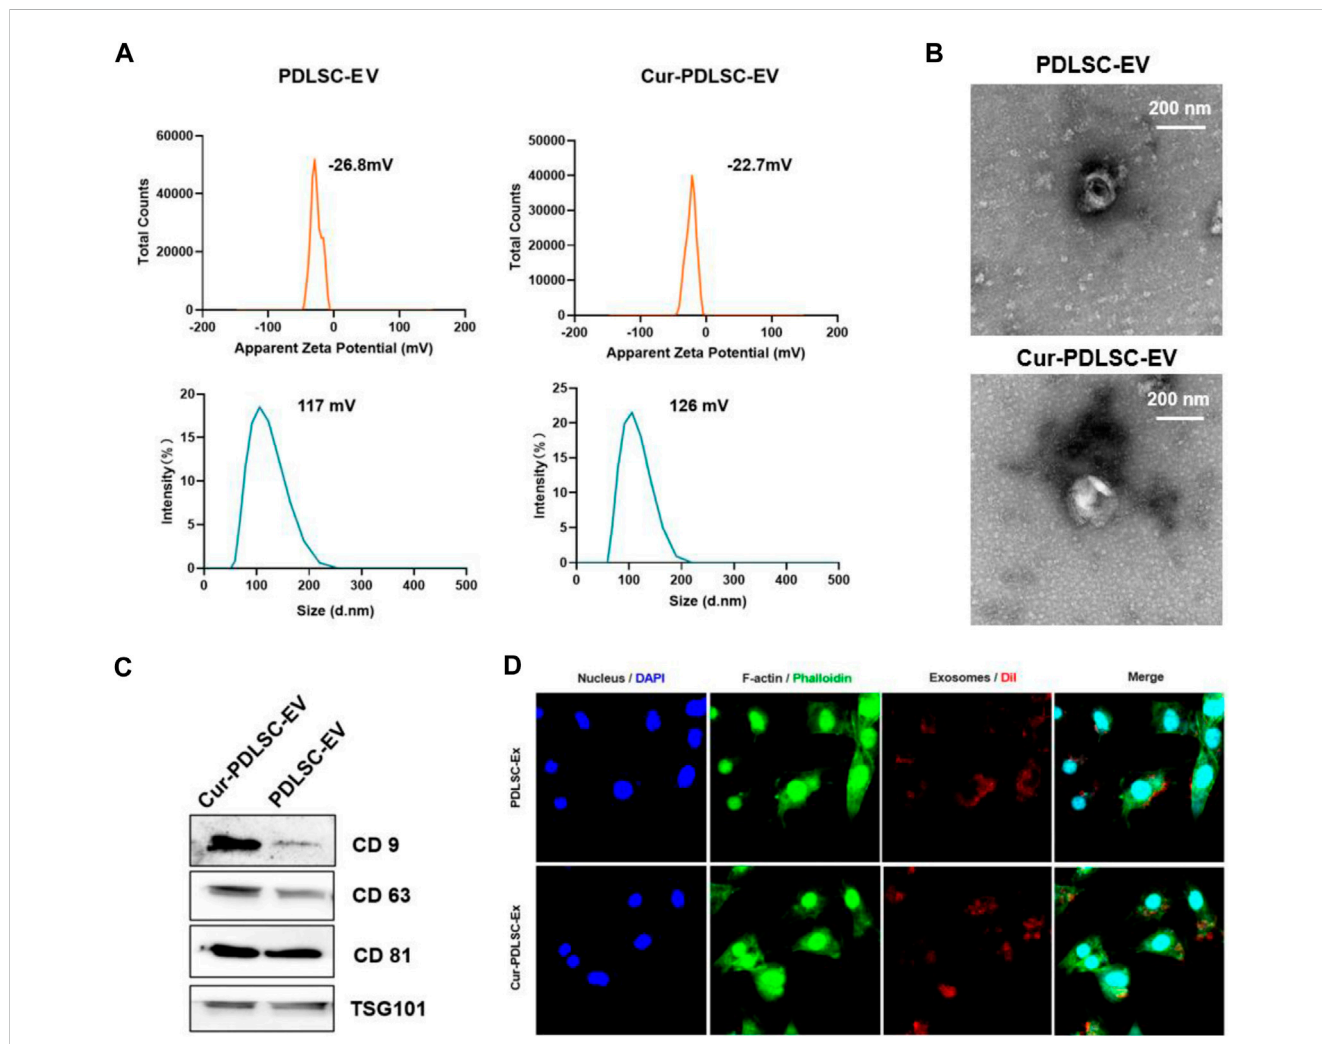 A
PDLSC-EV
Cur-PDLSC-EV
60000
40000
20000
0
Total Counts
-26.8mV
-200
-100
0
100
200
Apparent Zeta Potential (mV)
50000
40000
30000
20000
10000
0
Total Counts
-22.7mV
-200
-100
0
100
200
Apparent Zeta Potential (mV)
20
15
10
5
0
Intensity(%)
117 mV
0
100
200
300
400
500
Size (d.nm)
25
20
15
10
5
0
Intensity(%)
126 mV
0
100
200
300
400
500
Size (d.nm)
B
PDLSC-EV
200 nm
Cur-PDLSC-EV
200 nm
C
Cur-PDLSC-EV
PDLSC-EV
CD 9
CD 63
CD 81
TSG101
D
Nucleus / DAPI
F-actin / Phalloidin
Exosomes / Dil
Merge
PDLSC-Ex
Cur-PDLSC-Ex